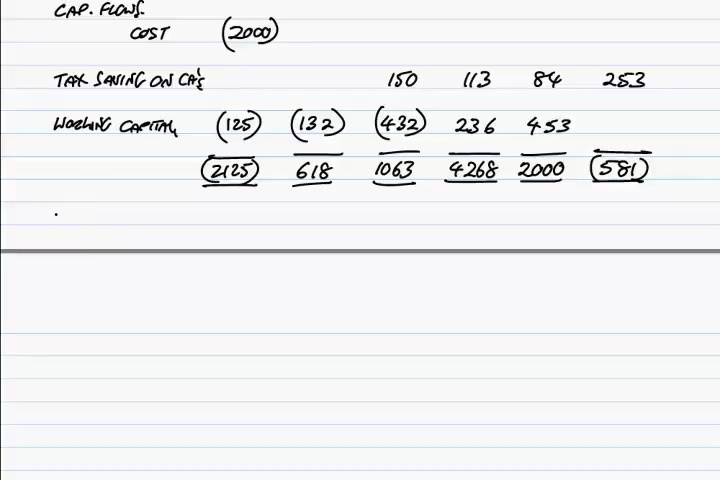 CAP. FLOWS.
COST (2000)
TAX SAVING ON CA's 150 113 84 253
WORKING CAPITAL (125) (132) (432) 236 453
(2125) 618 1063 4268 2000 (581)